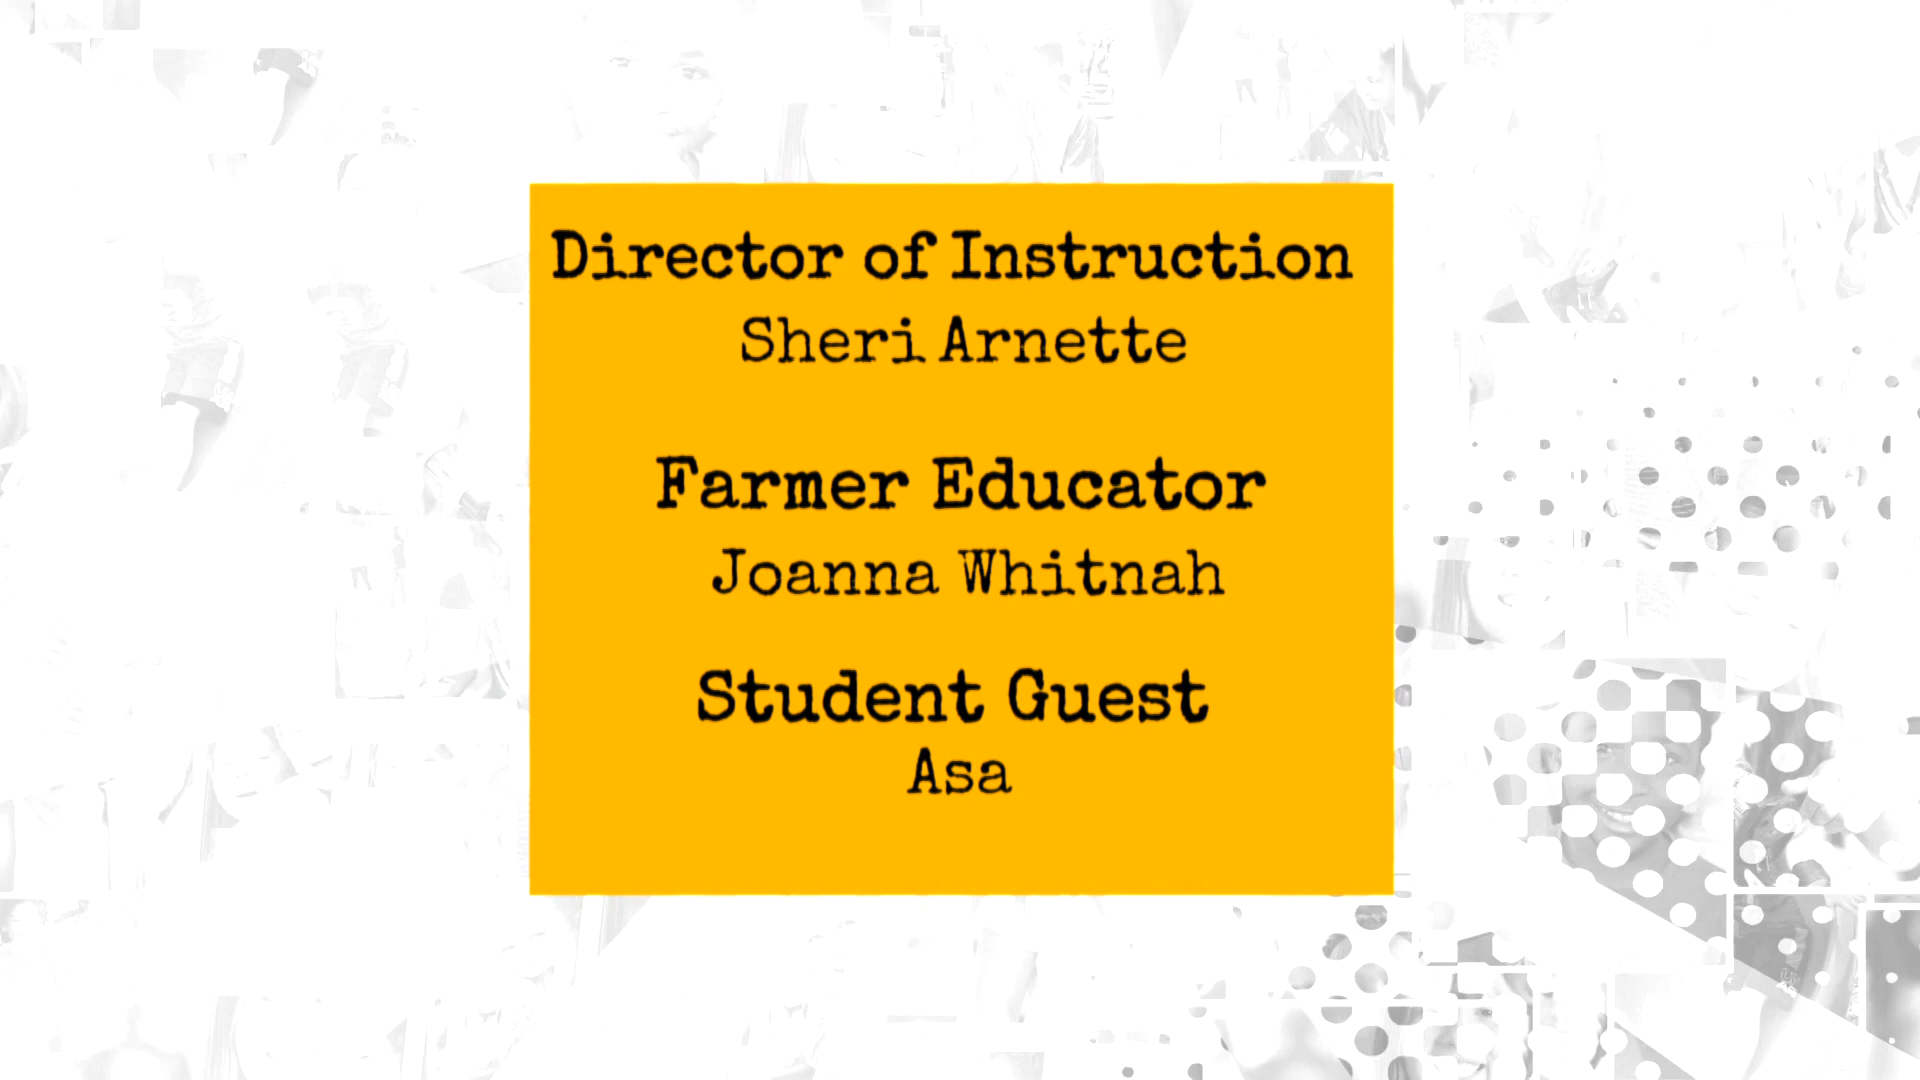 Director of Instruction
Sheri Arnette
Farmer Educator
Joanna Whitnah
Student Guest
Asa